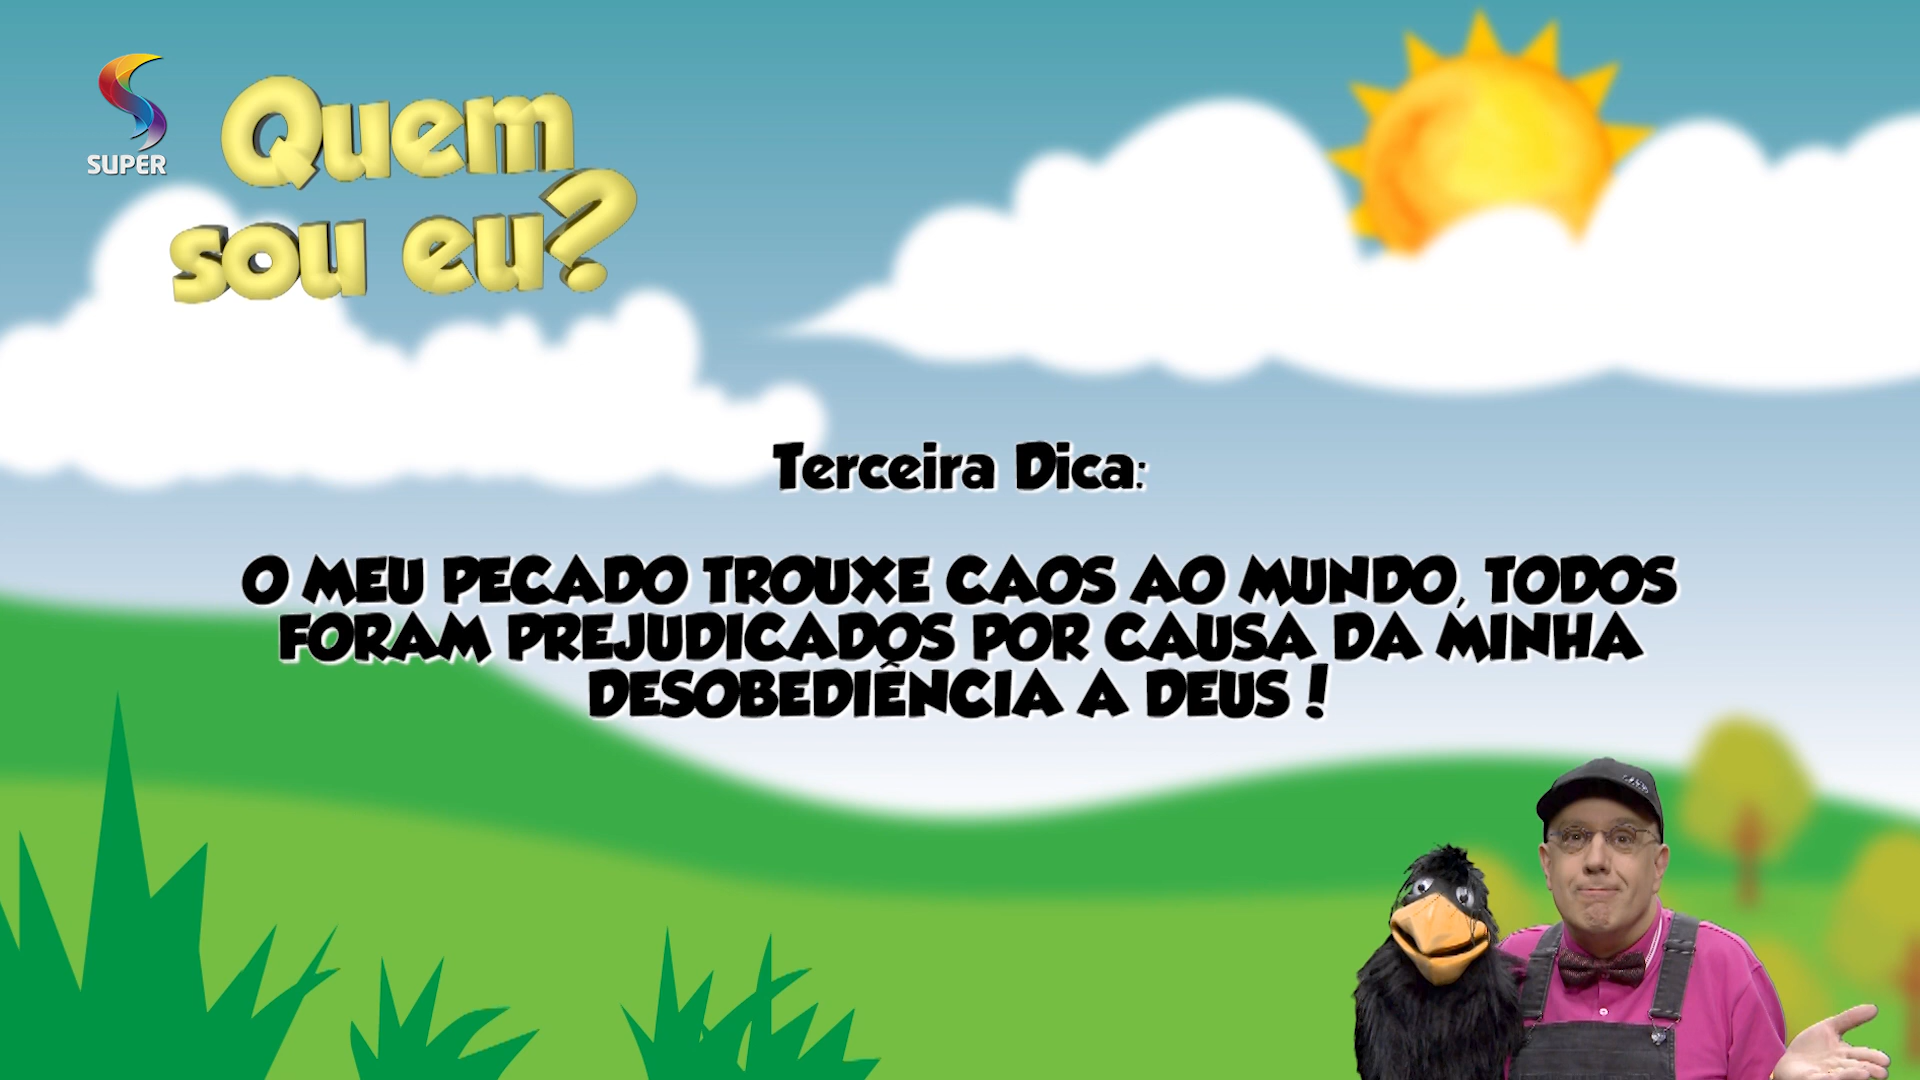 SUPER
Quem
sou eu?
Terceira Dica:
O MEU PECADO TROUXE CAOS AO MUNDO, TODOS
FORAM PREJUDICADOS POR CAUSA DA MINHA
DESOBEDIÊNCIA A DEUS!